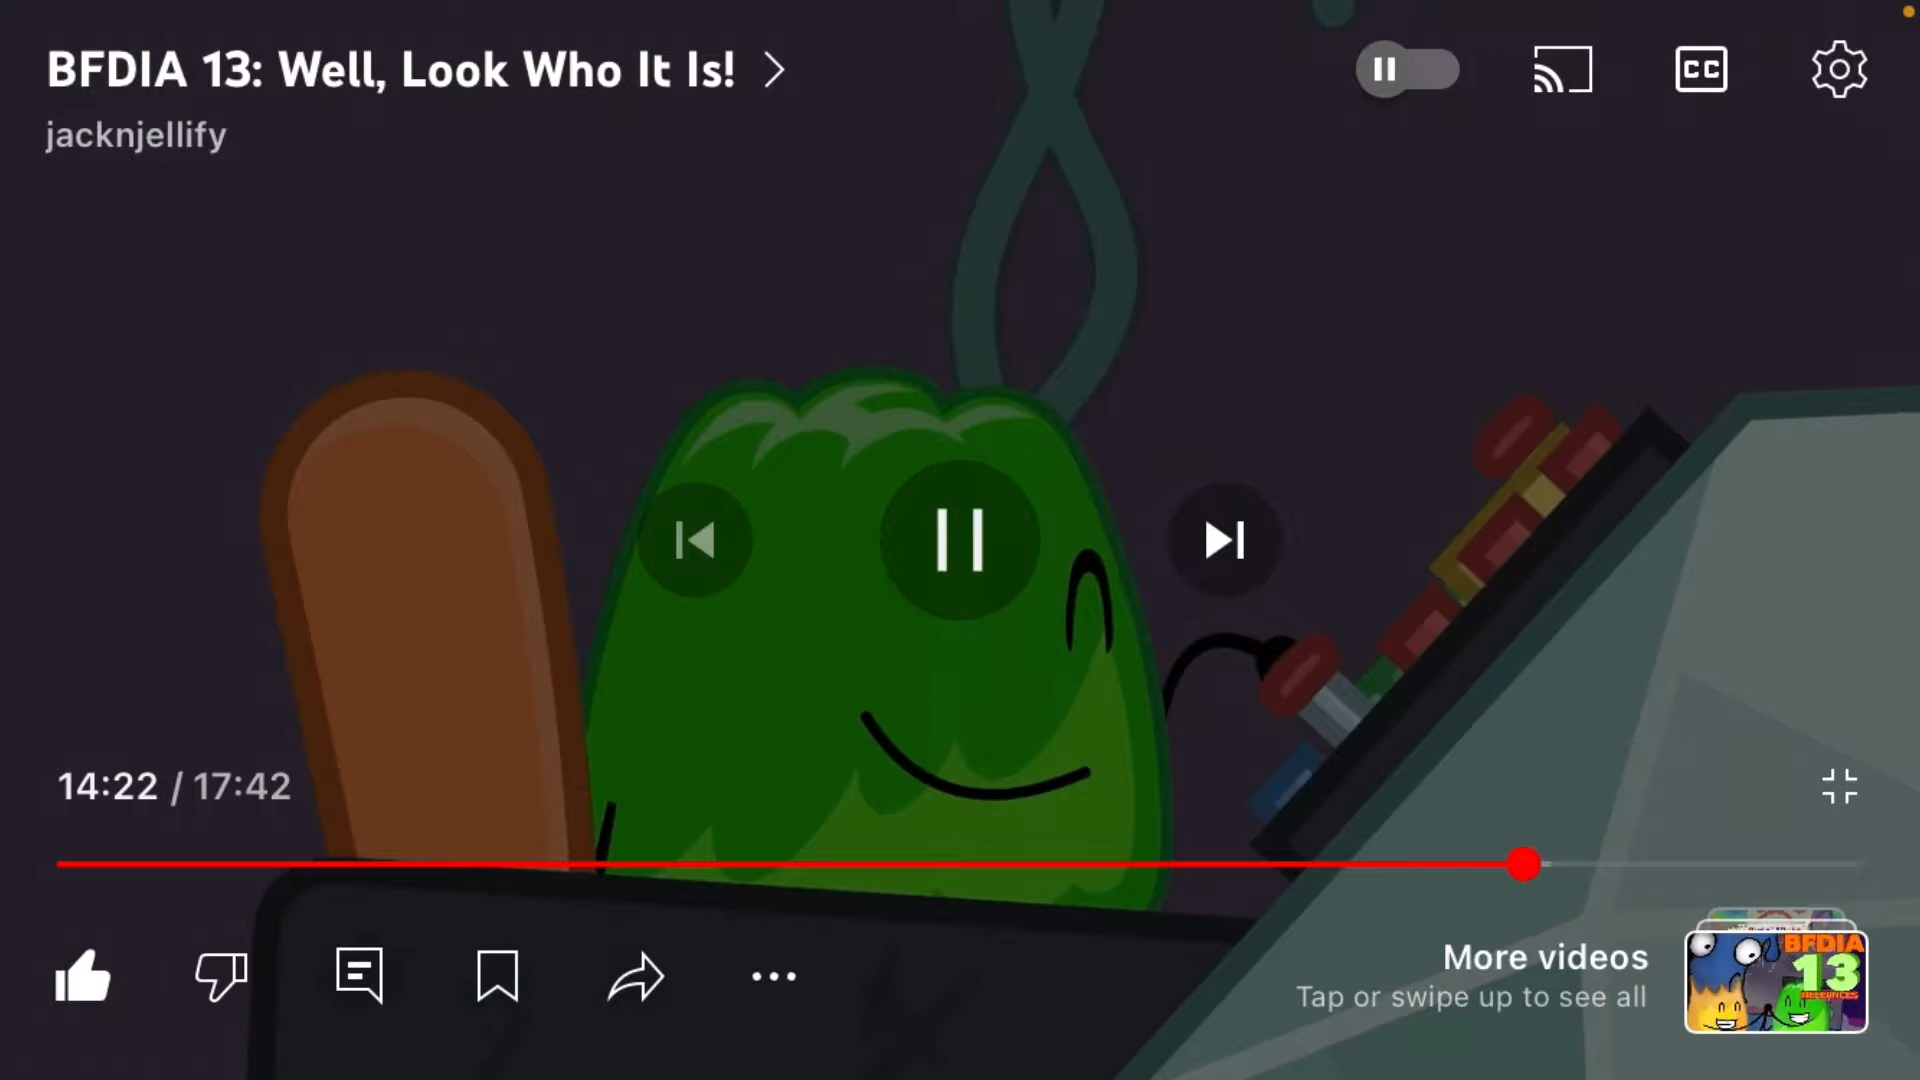 BFDIA 13: Well, Look Who It Is!
jacknjellify
CC
14:22 / 17:42
More videos
Tap or swipe up to see all
BFDIA
13